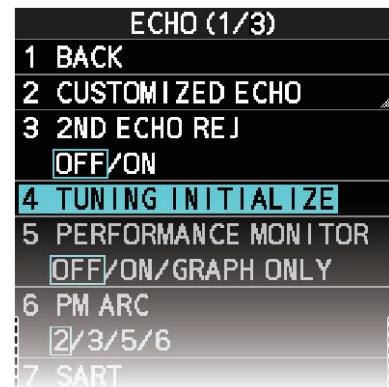 ECHO (1/3)
1 BACK
2 CUSTOMIZED ECHO
3 2ND ECHO REJ
OFF/ON
4 TUNING INITIALIZE
5 PERFORMANCE MONITOR
OFF/ON/GRAPH ONLY
6 PM ARC
2/3/5/6
7 SART